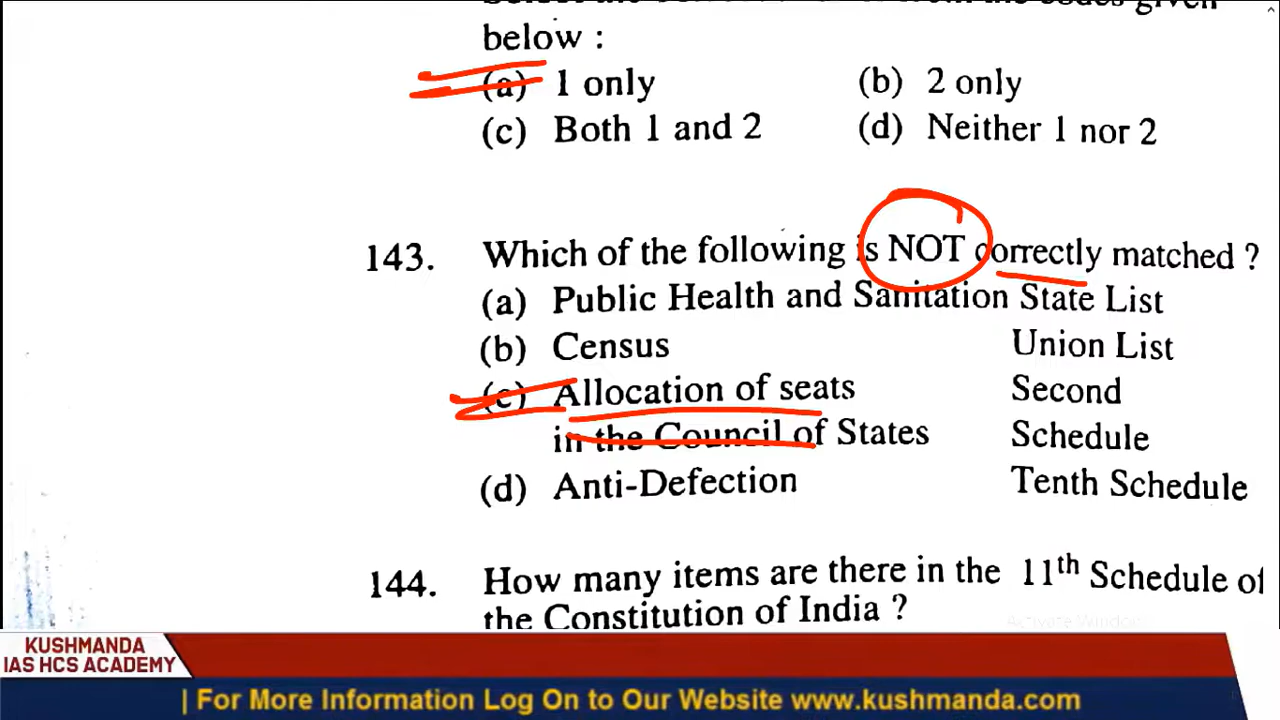 below :
(a) 1 only (b) 2 only
(c) Both 1 and 2 (d) Neither 1 nor 2
143. Which of the following is NOT correctly matched ?
(a) Public Health and Sanitation State List
(b) Census Union List
(c) Allocation of seats Second
in the Council of States Schedule
(d) Anti-Defection Tenth Schedule
144. How many items are there in the 11th Schedule of
the Constitution of India ?
KUSHMANDA
IAS HCS ACADEMY
| For More Information Log On to Our Website www.kushmanda.com